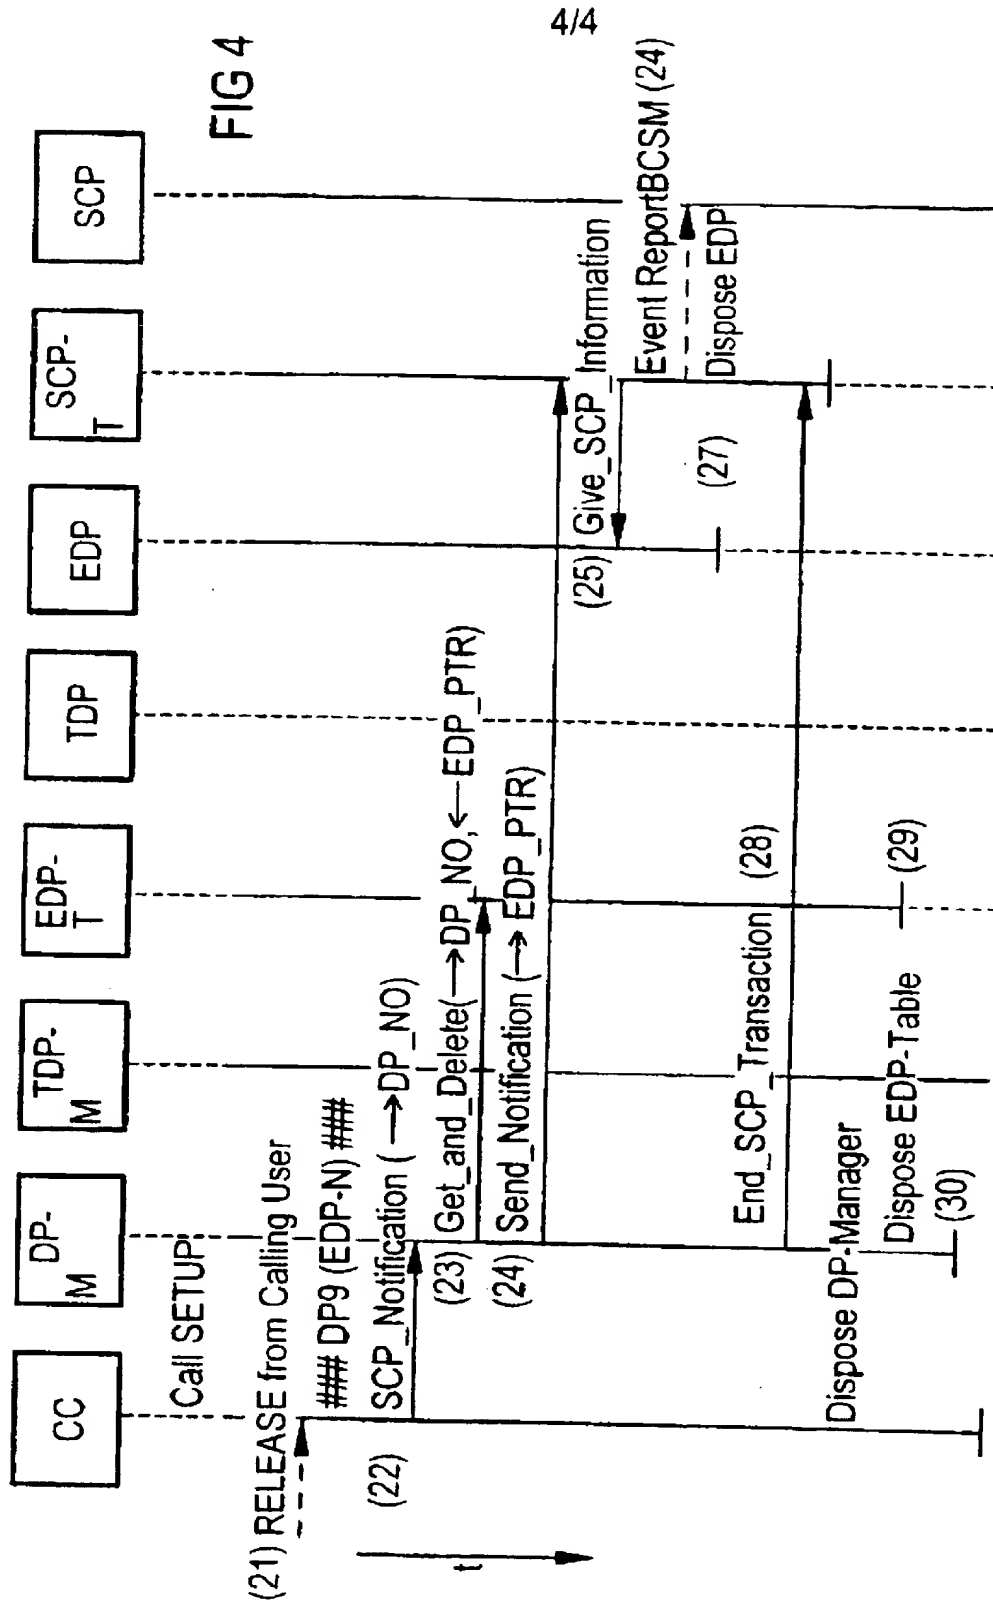 4/4
FIG 4
CC
DP-
M
TDP-
M
EDP-
T
TDP
EDP
SCP-
T
SCP
Call SETUP
(21) RELEASE from Calling User
### DP9 (EDP-N) ###
(22)
SCP_Notification ( →DP_NO)
(23) Get_and_Delete(→DP_NO,←EDP_PTR)
(24) Send_Notification (→ EDP_PTR)
(25) Give_SCP_Information
Event ReportBCSM (24)
Dispose EDP
(27)
End_SCP_Transaction (28)
Dispose DP-Manager
Dispose EDP-Table (29)
(30)
t